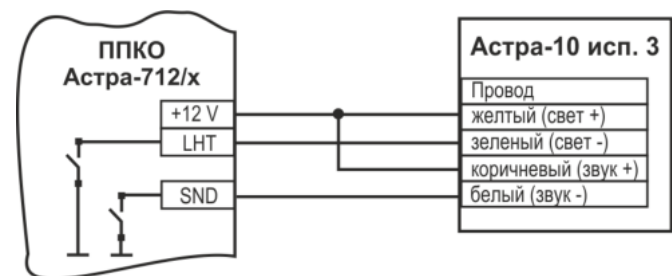 ППКО
Астра-712/х
+12 V
LHT
SND
Астра-10 исп. 3
Провод
желтый (свет +)
зеленый (свет -)
коричневый (звук +)
белый (звук -)